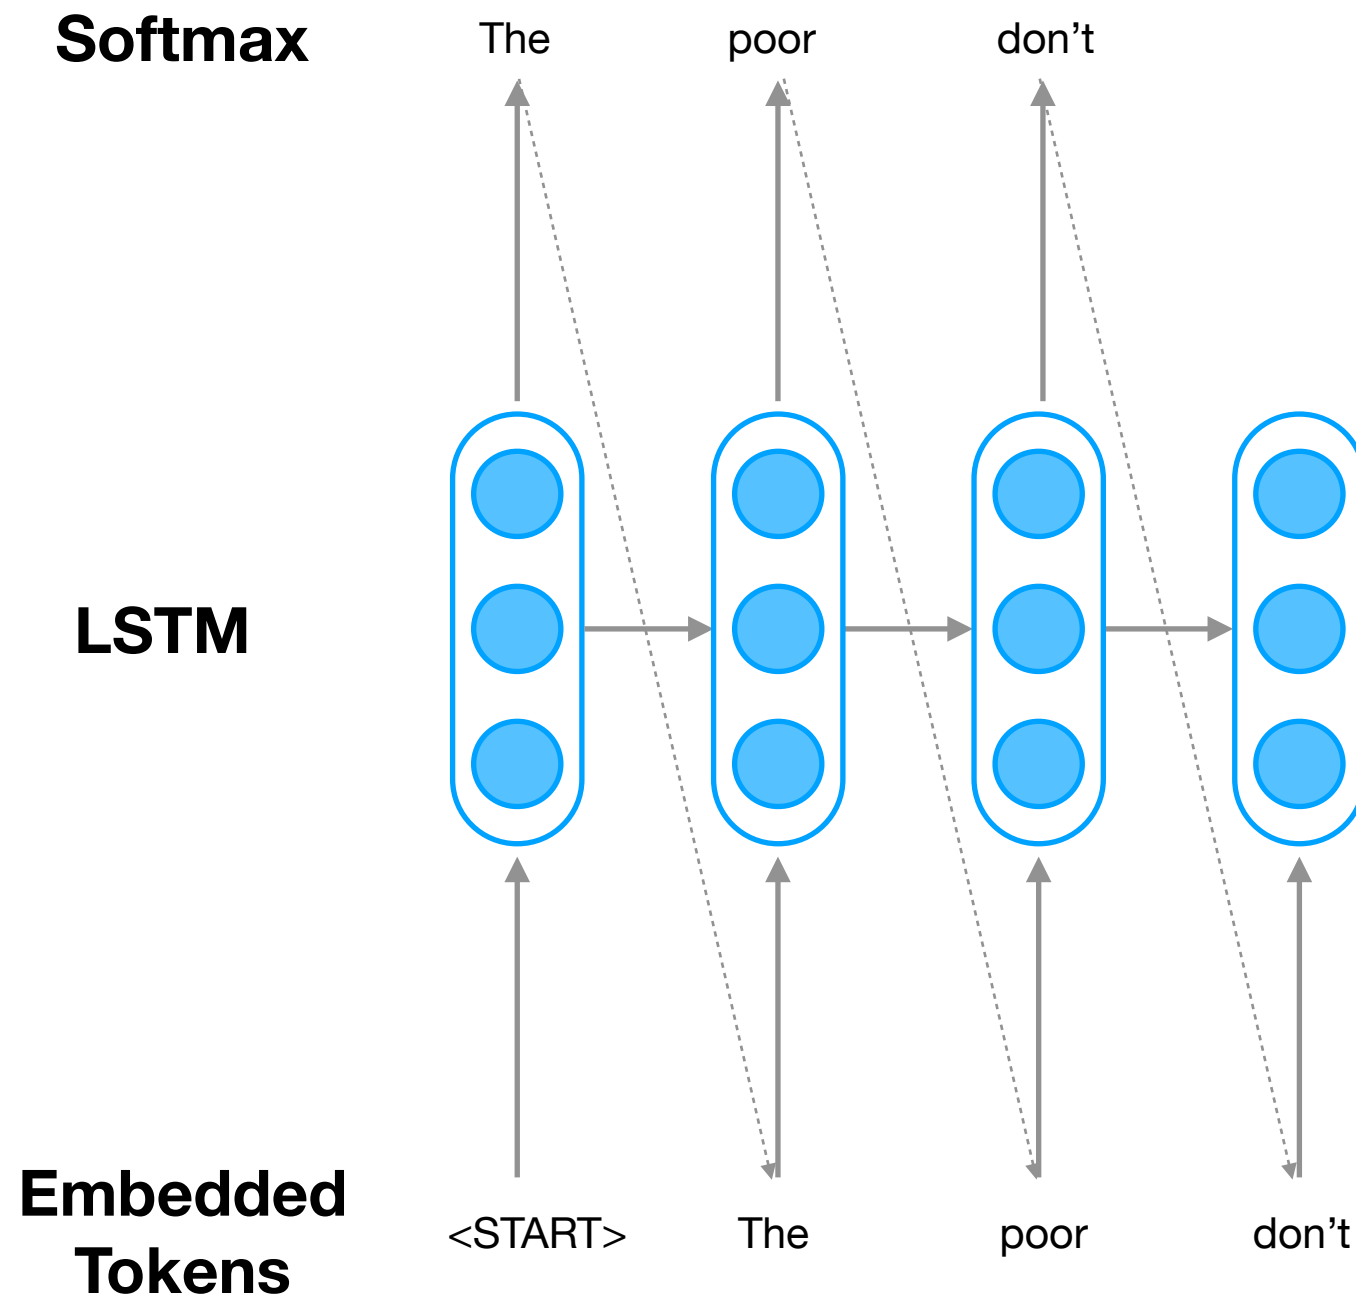 Softmax The poor don't
LSTM
Embedded
Tokens
<START> The poor don't